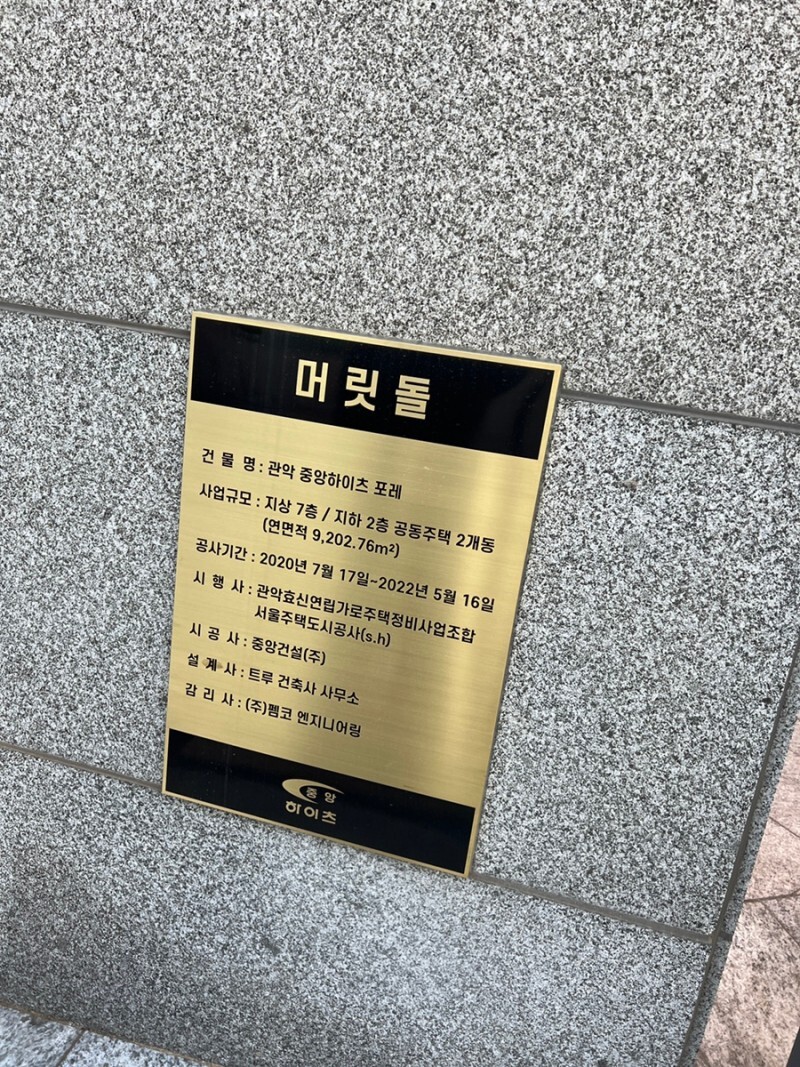 머릿돌
건 물 명 : 관악 중앙하이츠 포레
사업규모 : 지상 7층 / 지하 2층 공동주택 2개동
(연면적 9,202.76m²)
공사기간 : 2020년 7월 17일~2022년 5월 16일
시 행 사 : 관악효신연립가로주택정비사업조합
서울주택도시공사(s.h)
시 공 사 : 중앙건설(주)
설 계 사 : 트루 건축사 사무소
감 리 사 : (주)펨코 엔지니어링
중앙
하이츠